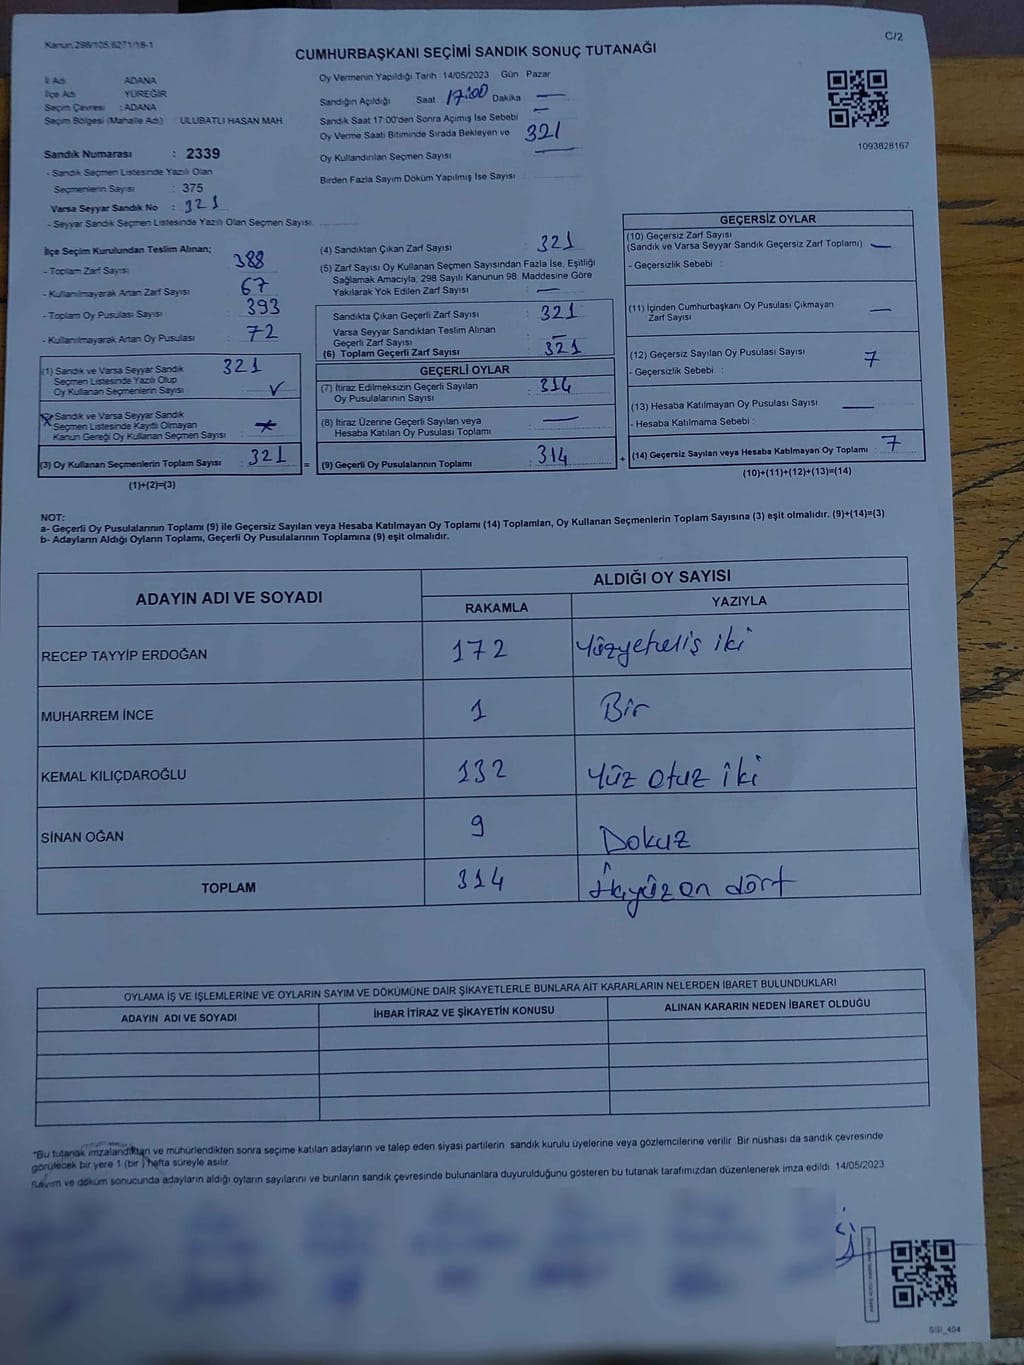 Kanun.298/105,6271/18-1
C/2
CUMHURBAŞKANI SEÇİMİ SANDIK SONUÇ TUTANAĞI
İl Adı ADANA
İlçe Adı YÜREĞİR
Seçim Çevresi : ADANA
Seçim Bölgesi (Mahalle Adı) ULUBATLI HASAN MAH
Sandık Numarası : 2339
- Sandık Seçmen Listesinde Yazılı Olan
Seçmenlerin Sayısı : 375
Varsa Seyyar Sandık No : 321
- Seyyar Sandık Seçmen Listesinde Yazılı Olan Seçmen Sayısı:
Oy Vermenin Yapıldığı Tarih 14/05/2023 Gün Pazar
Sandığın Açıldığı Saat 17:00 Dakika : —
Sandık Saat 17:00'den Sonra Açımış İse Sebebi : —
Oy Verme Saati Bitiminde Sırada Bekleyen ve 321
Oy Kullandırılan Seçmen Sayısı —
Birden Fazla Sayım Döküm Yapılmış İse Sayısı :
1093828167
İlçe Seçim Kurulundan Teslim Alınan;
- Toplam Zarf Sayısı : 388
- Kullanılmayarak Artan Zarf Sayısı : 67
- Toplam Oy Pusulası Sayısı : 393
- Kullanılmayarak Artan Oy Pusulası : 72
(1) Sandık ve Varsa Seyyar Sandık 321
Seçmen Listesinde Yazılı Olup
Oy Kullanan Seçmenlerin Sayısı : ✓
Sandık ve Varsa Seyyar Sandık
Seçmen Listesinde Kayıtlı Olmayan
Kanun Gereği Oy Kullanan Seçmen Sayısı :
(3) Oy Kullanan Seçmenlerin Toplam Sayısı : 321
(1)+(2)=(3)
(4) Sandıktan Çıkan Zarf Sayısı : 321
(5) Zarf Sayısı Oy Kullanan Seçmen Sayısından Fazla İse, Eşitliği
Sağlamak Amacıyla; 298 Sayılı Kanunun 98. Maddesine Göre
Yakılarak Yok Edilen Zarf Sayısı : —
Sandıkta Çıkan Geçerli Zarf Sayısı : 321
Varsa Seyyar Sandıktan Teslim Alınan
Geçerli Zarf Sayısı : —
(6) Toplam Geçerli Zarf Sayısı : 321
GEÇERLİ OYLAR
(7) İtiraz Edilmeksizin Geçerli Sayılan : 314
Oy Pusulalarının Sayısı
(8) İtiraz Üzerine Geçerli Sayılan veya : —
Hesaba Katılan Oy Pusulası Toplamı
= (9) Geçerli Oy Pusulalarının Toplamı : 314
GEÇERSİZ OYLAR
(10) Geçersiz Zarf Sayısı
(Sandık ve Varsa Seyyar Sandık Geçersiz Zarf Toplamı) : —
- Geçersizlik Sebebi :
(11) İçinden Cumhurbaşkanı Oy Pusulası Çıkmayan : —
Zarf Sayısı
(12) Geçersiz Sayılan Oy Pusulası Sayısı : 7
- Geçersizlik Sebebi :
(13) Hesaba Katılmayan Oy Pusulası Sayısı : —
- Hesaba Katılmama Sebebi :
+ (14) Geçersiz Sayılan veya Hesaba Katılmayan Oy Toplamı : 7
(10)+(11)+(12)+(13)=(14)
NOT:
a- Geçerli Oy Pusulalarının Toplamı (9) ile Geçersiz Sayılan veya Hesaba Katılmayan Oy Toplamı (14) Toplamları, Oy Kullanan Seçmenlerin Toplam Sayısına (3) eşit olmalıdır. (9)+(14)=(3)
b- Adayların Aldığı Oyların Toplamı, Geçerli Oy Pusulalarının Toplamına (9) eşit olmalıdır.
ADAYIN ADI VE SOYADI
ALDIĞI OY SAYISI
RAKAMLA YAZIYLA
RECEP TAYYİP ERDOĞAN 172 Yüzyetmiş iki
MUHARREM İNCE 1 Bir
KEMAL KILIÇDAROĞLU 132 Yüz otuz iki
SİNAN OĞAN 9 Dokuz
TOPLAM 314 üçyüz on dört
OYLAMA İŞ VE İŞLEMLERİNE VE OYLARIN SAYIM VE DÖKÜMÜNE DAİR ŞİKAYETLERLE BUNLARA AİT KARARLARIN NELERDEN İBARET BULUNDUKLARI
ADAYIN ADI VE SOYADI İHBAR İTİRAZ VE ŞİKAYETİN KONUSU ALINAN KARARIN NEDEN İBARET OLDUĞU
*Bu tutanak imzalandıktan ve mühürlendikten sonra seçime katılan adayların ve talep eden siyasi partilerin sandık kurulu üyelerine veya gözlemcilerine verilir. Bir nüshası da sandık çevresinde
görülecek bir yere 1 (bir) hafta süreyle asılır.
Sayım ve döküm sonucunda adayların aldığı oyların sayılarını ve bunların sandık çevresinde bulunanlara duyurulduğunu gösteren bu tutanak tarafımızdan düzenlenerek imza edildi. 14/05/2023